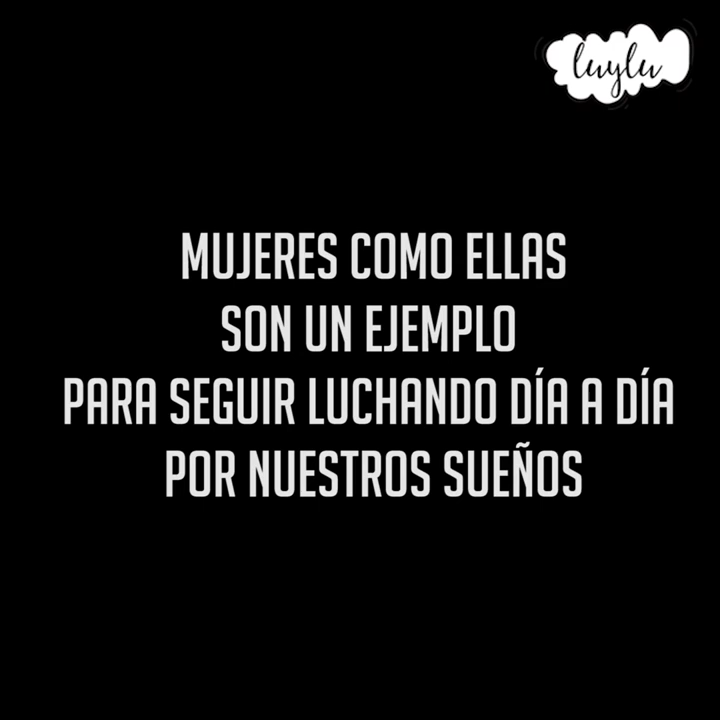 luylu
MUJERES COMO ELLAS
SON UN EJEMPLO
PARA SEGUIR LUCHANDO DÍA A DÍA
POR NUESTROS SUEÑOS